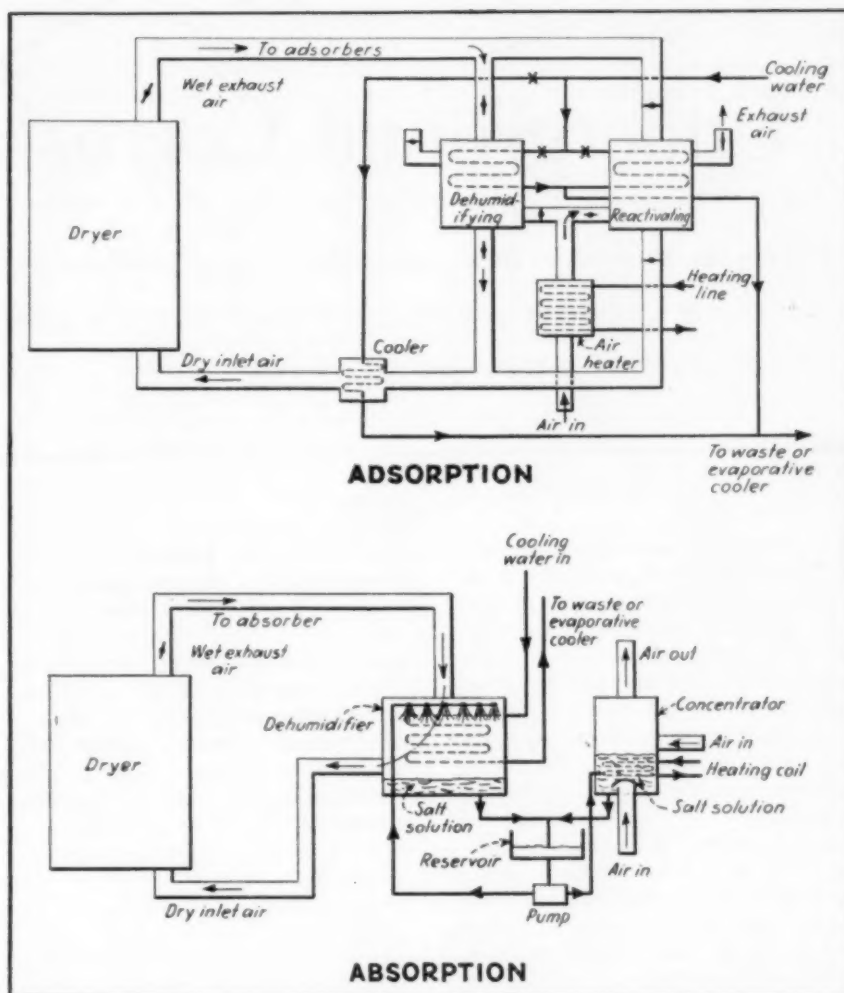 To adsorbers
Wet exhaust
air
Cooling
water
Exhaust
air
Dryer
Dehumid-
ifying
Reactivating
Heating
line
Cooler
Air
heater
Dry inlet air
Air in
To waste or
evaporative
cooler
ADSORPTION
Cooling
water in
To absorber
To waste or
evaporative
cooler
Wet exhaust
air
Air out
Dehumidifier
Concentrator
Dryer
Air in
Heating coil
Salt
solution
Salt solution
Reservoir
Air in
Dry inlet air
Pump
ABSORPTION